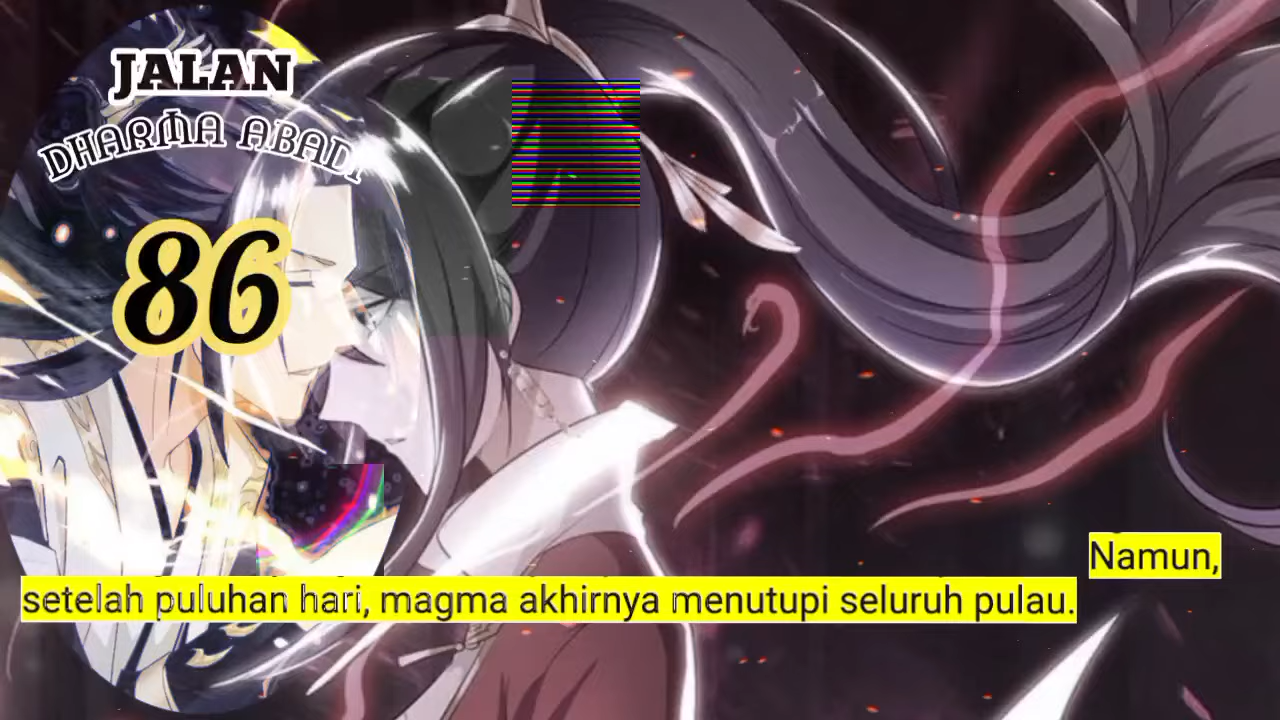 JALAN
DHARMA ABADI
86
Namun,
setelah puluhan hari, magma akhirnya menutupi seluruh pulau.